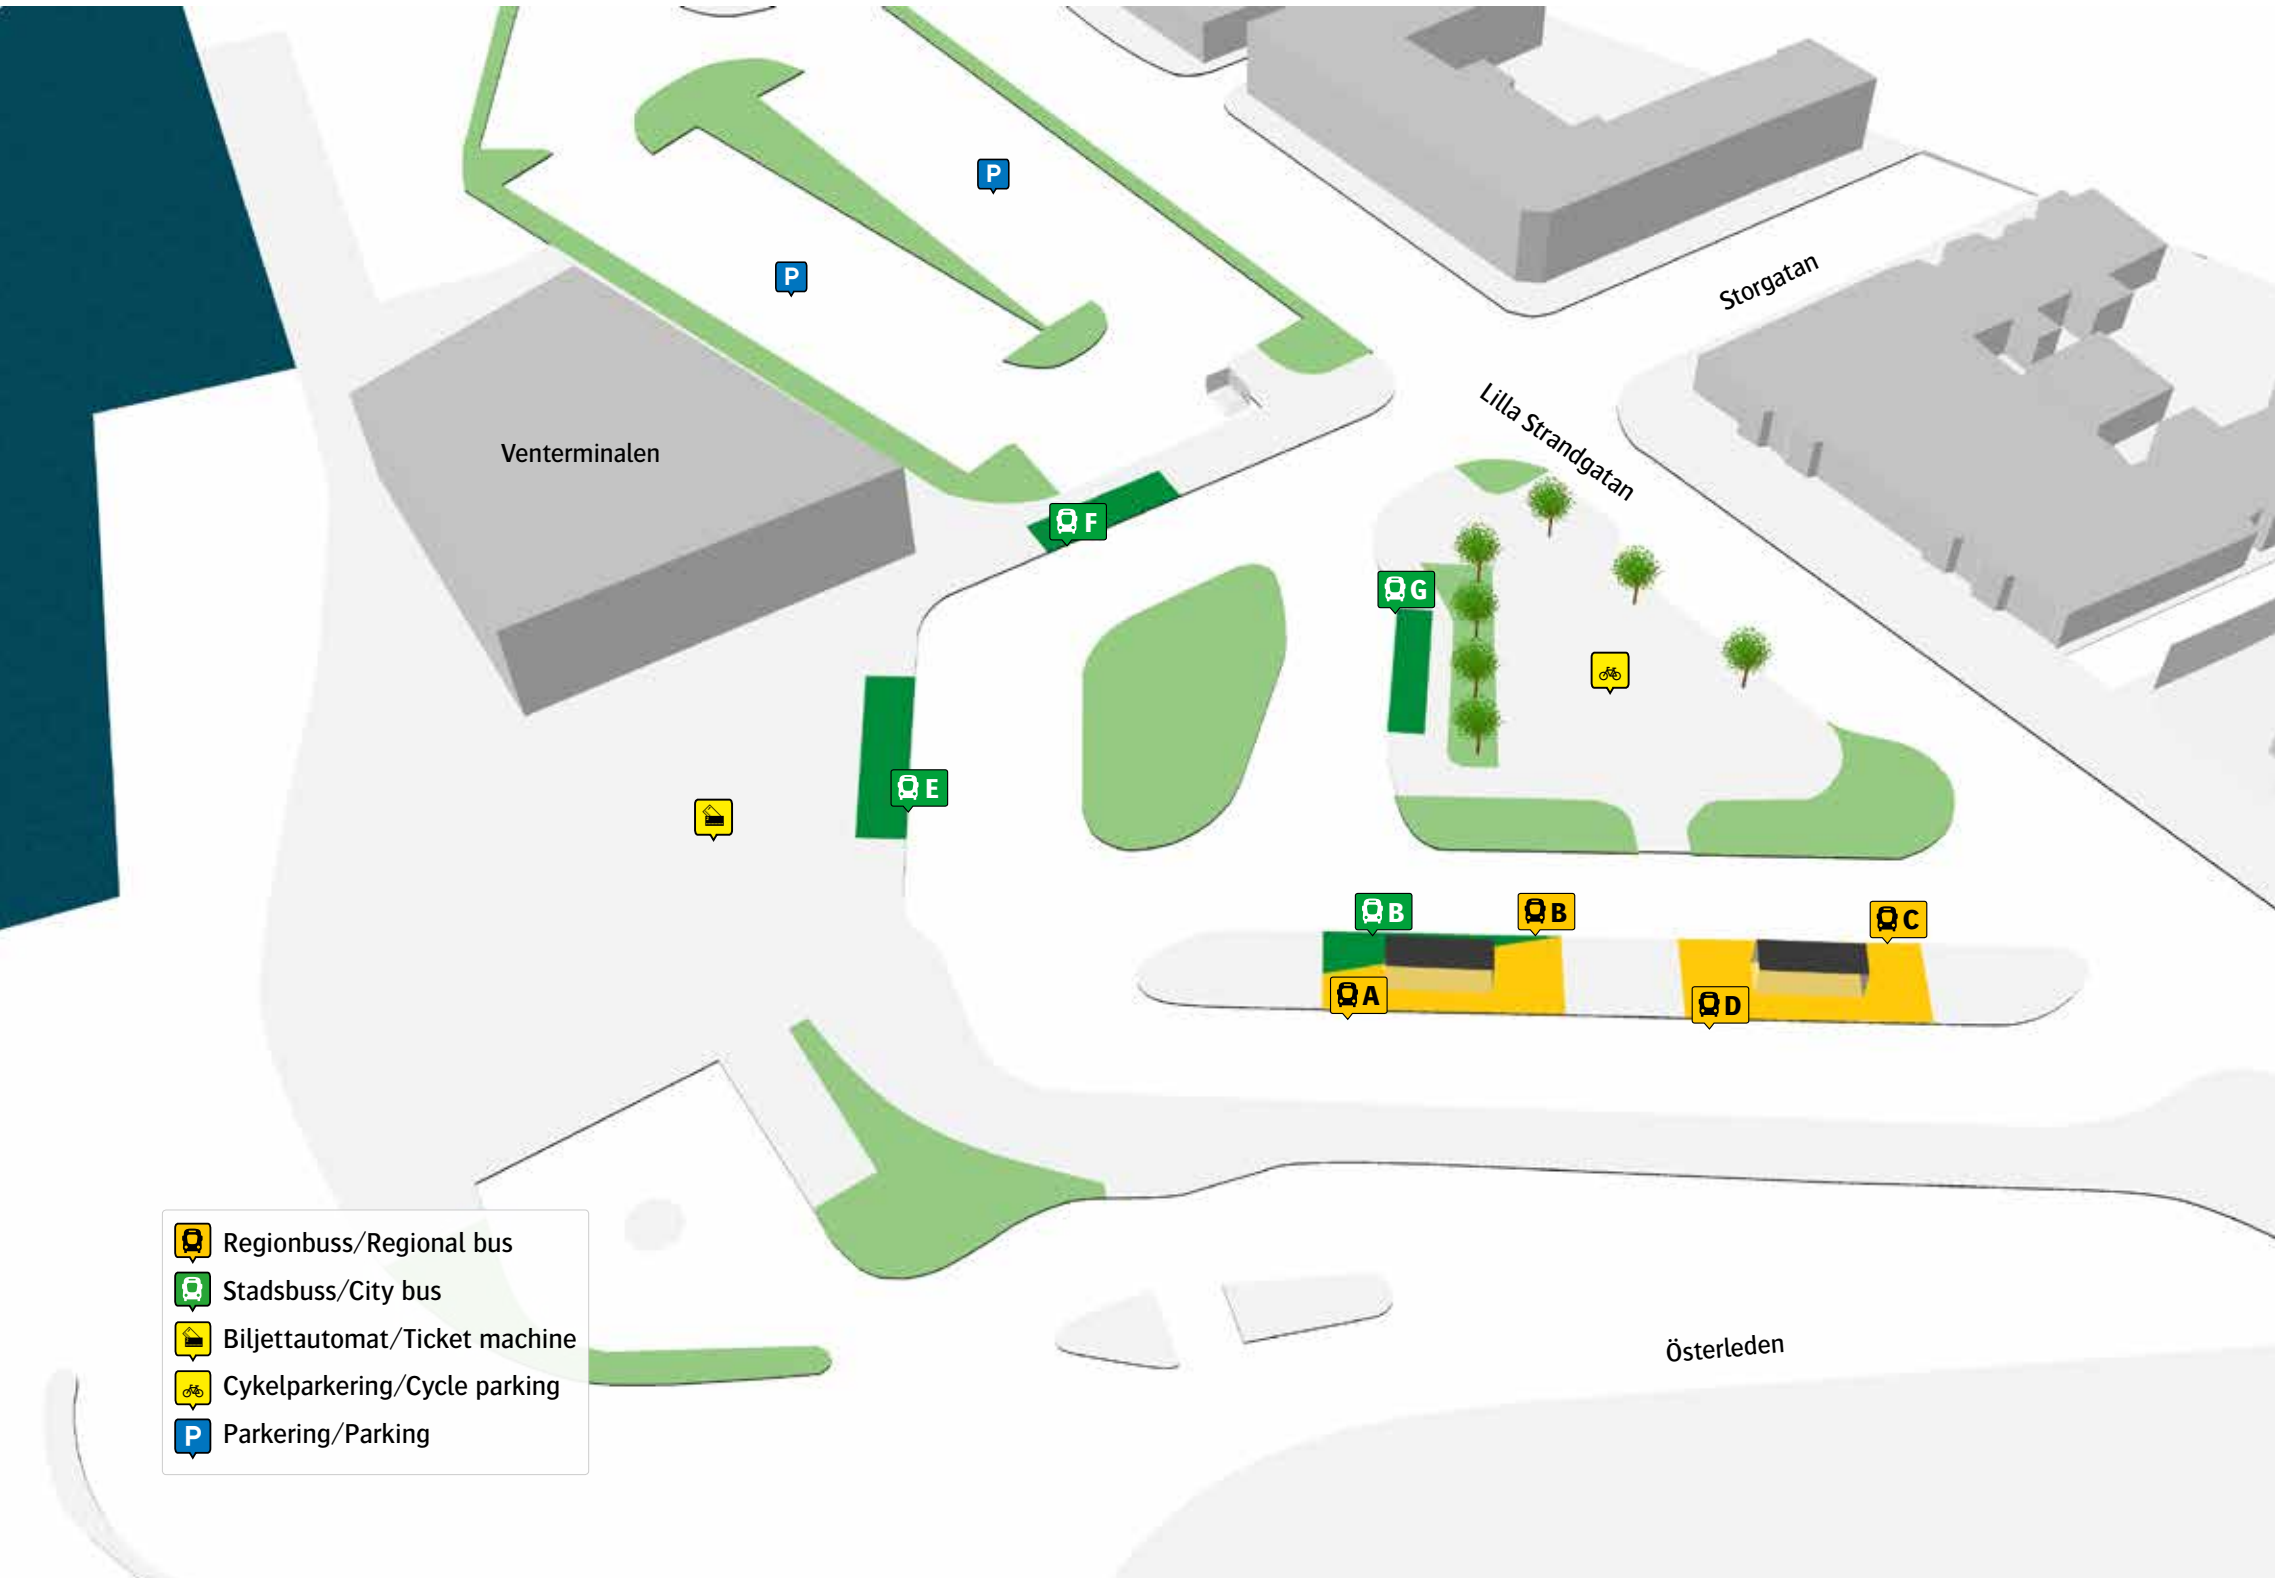 P
P
Storgatan
Lilla Strandgatan
Venterminalen
F
G
E
B
B
C
A
D
Regionbuss/Regional bus
Stadsbuss/City bus
Biljettautomat/Ticket machine
Cykelparkering/Cycle parking
P Parkering/Parking
Österleden